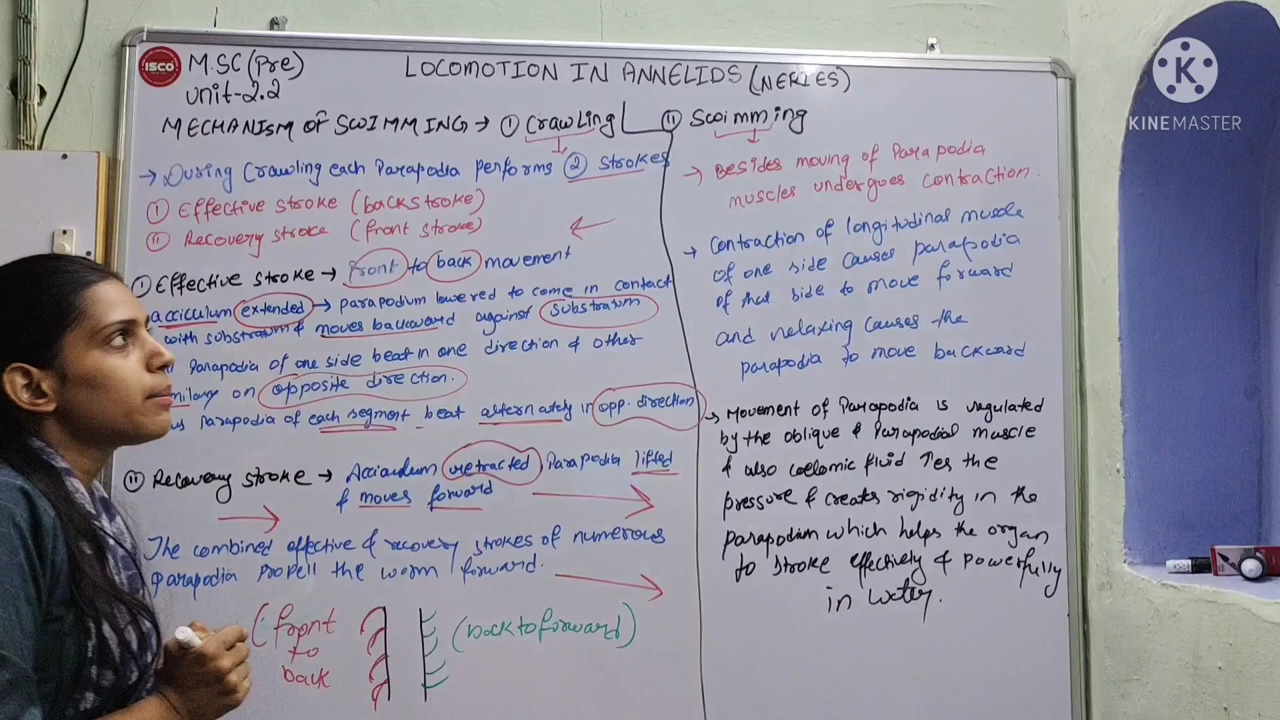 ISCO
M.SC (Pre)
Unit-2.2
LOCOMOTION IN ANNELIDS (NERIES)
MECHANISM OF SWIMMING → I Crawling II Swimming
→ During Crawling each Parapodia performs 2 strokes
I Effective stroke (backstroke)
II Recovery stroke (front stroke)
I Effective stroke → front to back movement
acciculum extended → parapodium lowered to come in contact
with substratum & moves backward against substratum
Parapodia of one side beat in one direction & other
on opposite direction.
Parapodia of each segment beat alternately in opp. direction
II Recovery stroke → retracted, Parapodia lifted
& moves forward
The combined effective & recovery strokes of numerous
parapodia propell the worm forward.
(front
to
back
(back to forward)
→ Besides moving of Parapodia
muscles undergoes contraction.
→ Contraction of longitudinal muscle
of one side causes parapodia
of that side to move forward
and relaxing causes the
parapodia to move backward
→ Movement of Parapodia is regulated
by the oblique & Parapodial muscle
& also coelomic fluid ↑es the
pressure & creates rigidity in the
parapodium which helps the organ
to stroke effectively & powerfully
in water.
K
KINEMASTER